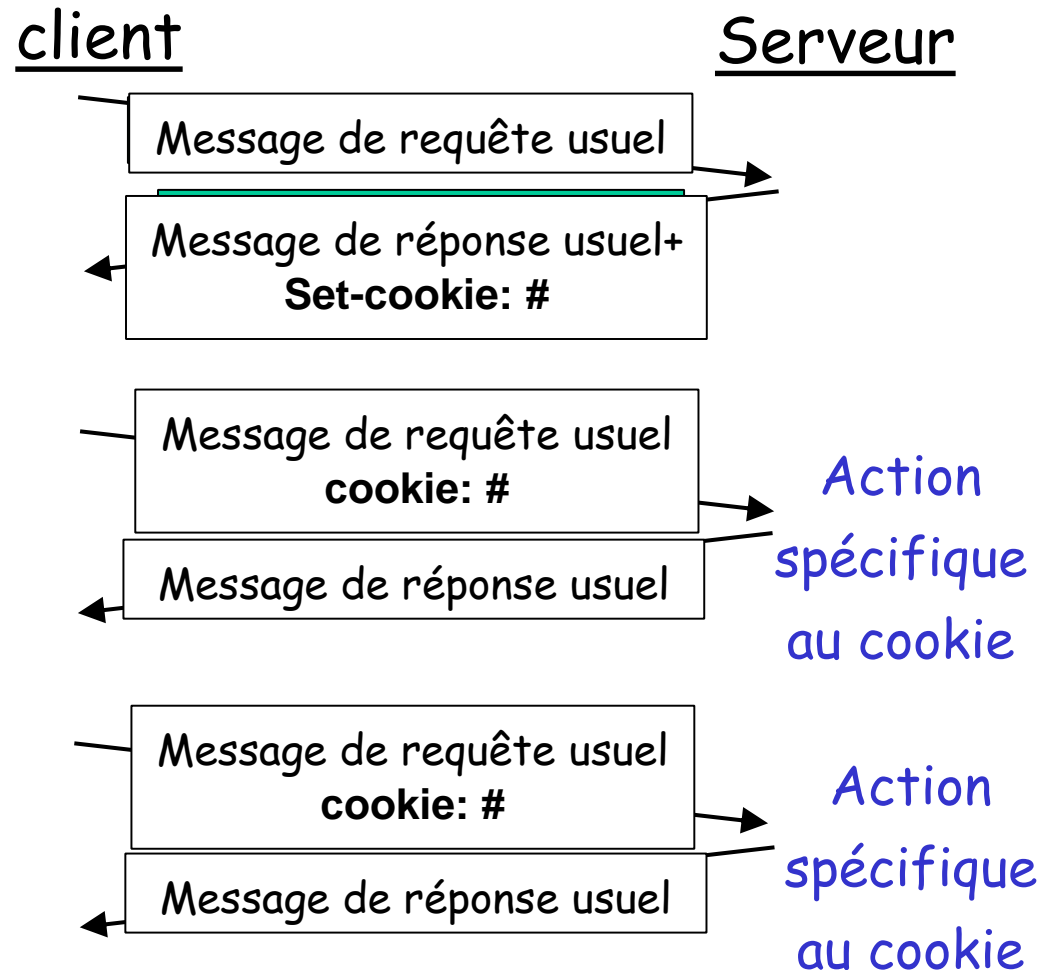 client
Serveur
Message de requête usuel
Message de réponse usuel+
Set-cookie: #
Message de requête usuel
cookie: #
Message de réponse usuel
Action
spécifique
au cookie
Message de requête usuel
cookie: #
Message de réponse usuel
Action
spécifique
au cookie